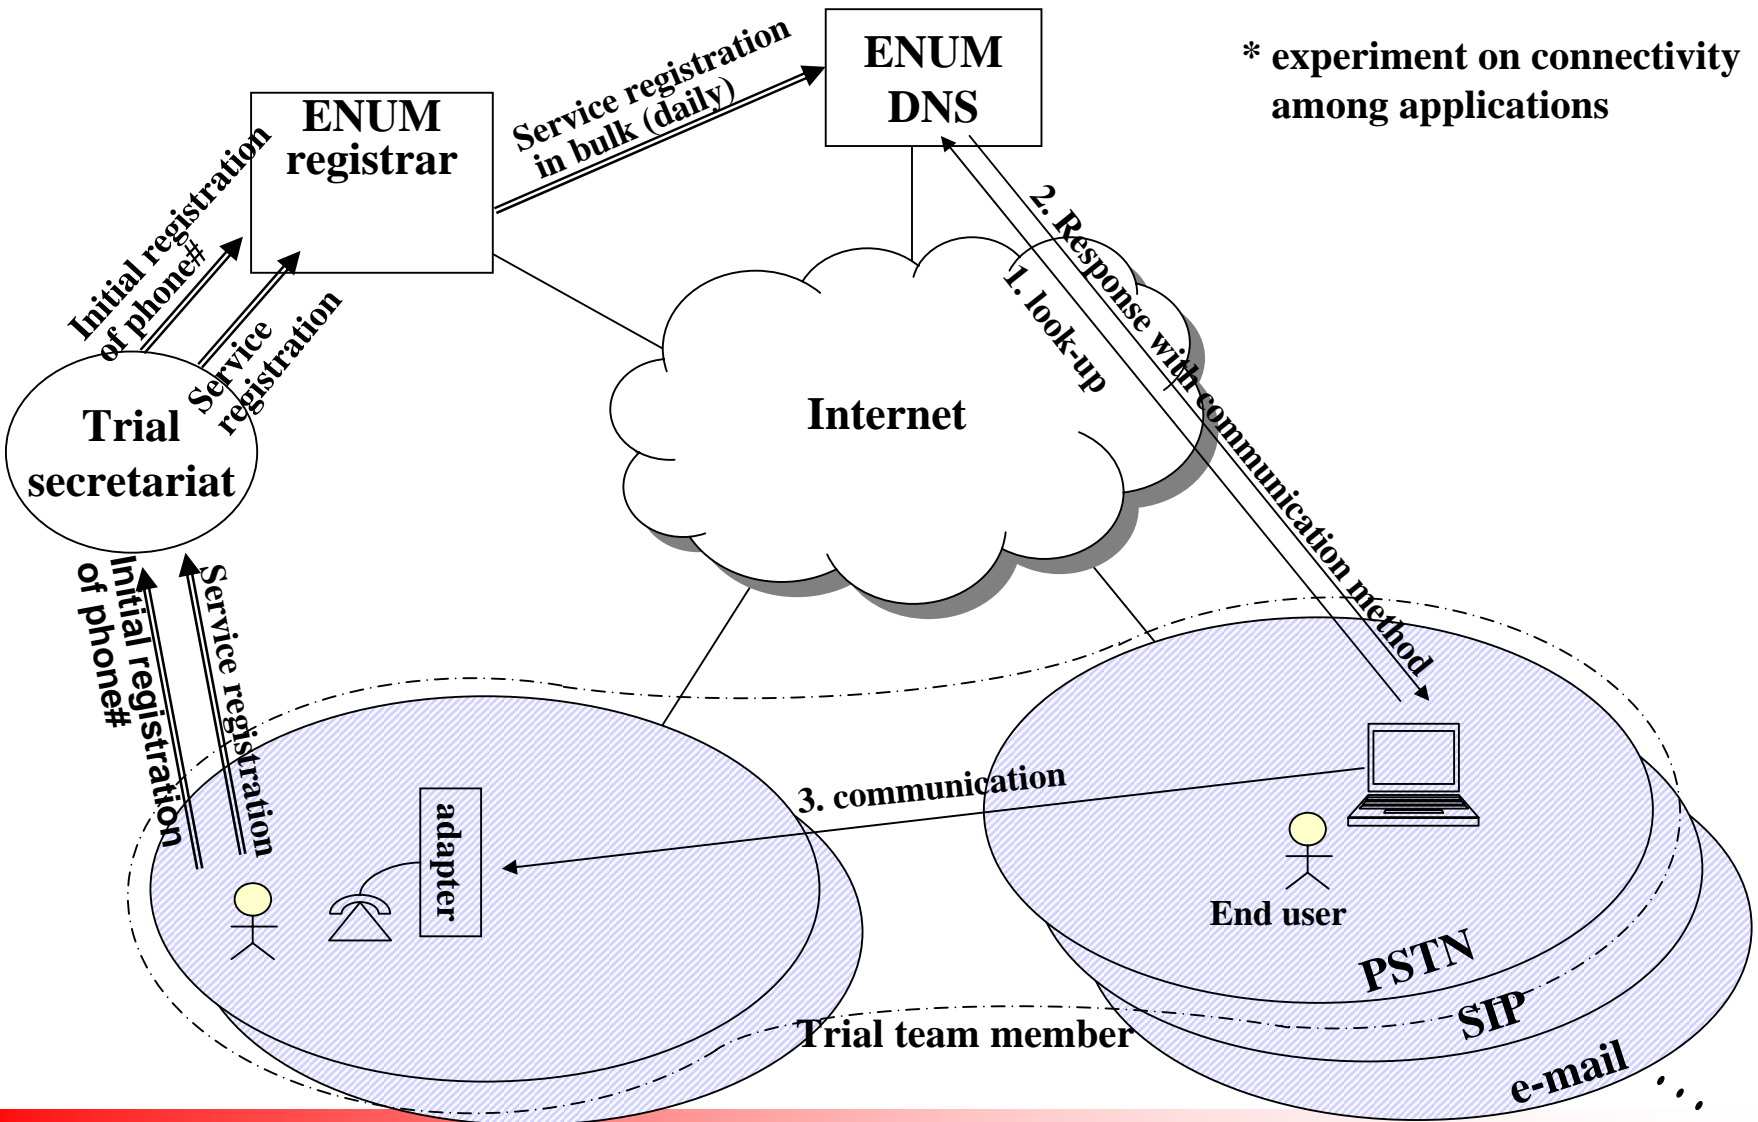 ENUM
DNS
* experiment on connectivity
among applications
Service registration
in bulk (daily)
ENUM
registrar
Initial registration
of phone#
Service
registration
2. Response with communication method
1. look-up
Internet
Trial
secretariat
Initial registration
of phone#
Service registration
3. communication
adapter
End user
PSTN
SIP
e-mail
...
Trial team member